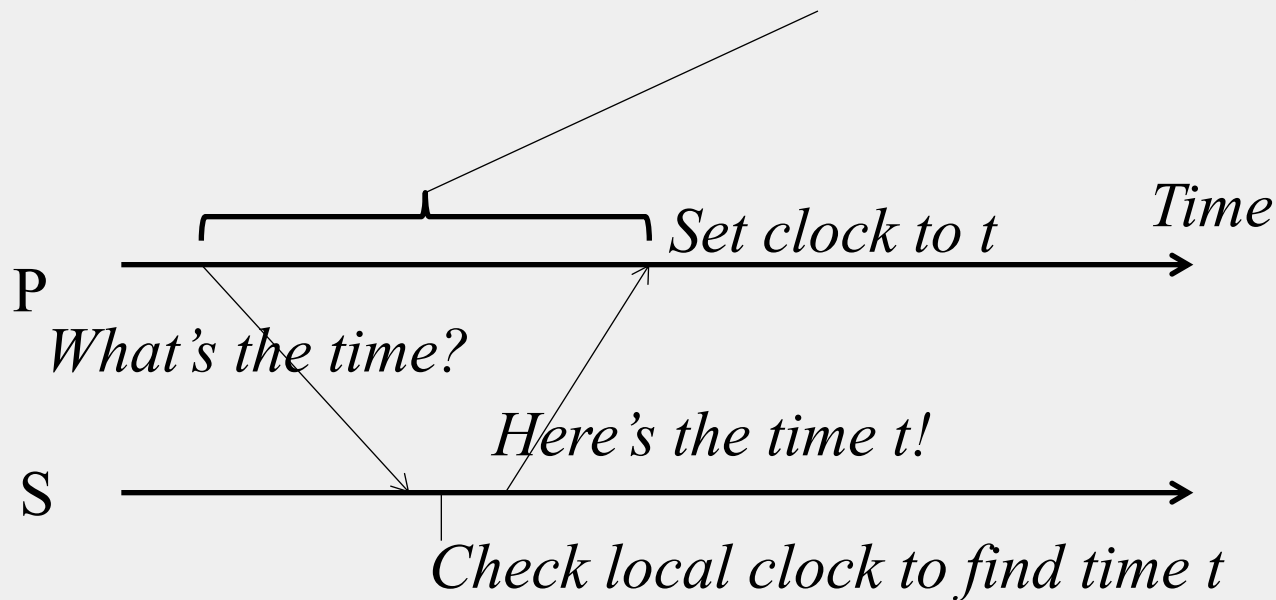 Time
Set clock to t
P
What’s the time?
Here’s the time t!
S
Check local clock to find time t